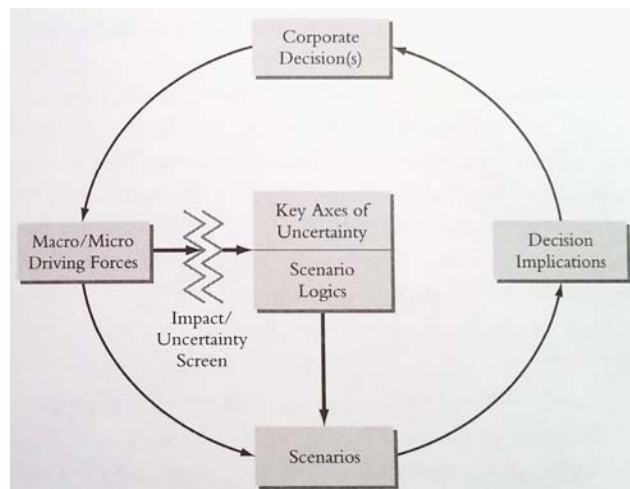 Corporate
Decision(s)
Macro/Micro
Driving Forces
Impact/
Uncertainty
Screen
Key Axes of
Uncertainty
Scenario
Logics
Decision
Implications
Scenarios